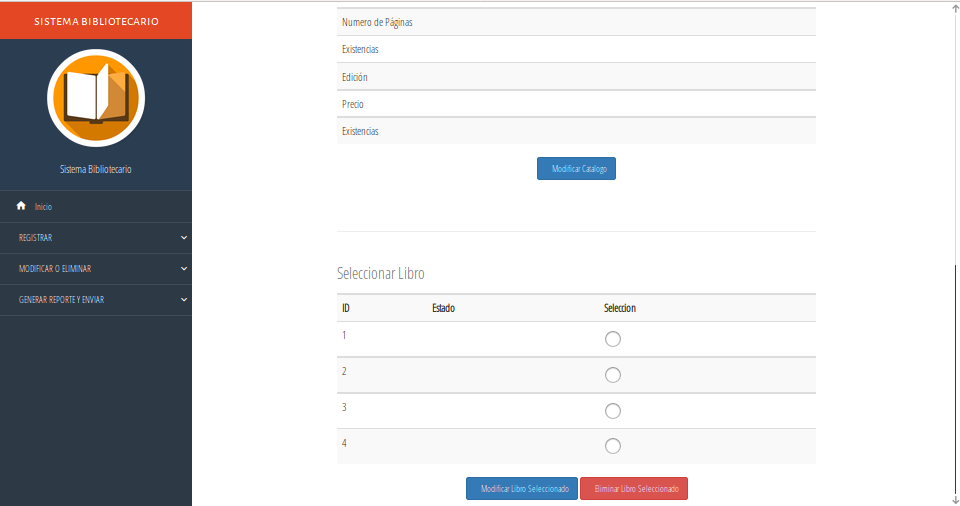 SISTEMA BIBLIOTECARIO
Sistema Bibliotecario
Inicio
REGISTRAR
MODIFICAR O ELIMINAR
GENERAR REPORTE Y ENVIAR
Numero de Páginas
Existencias
Edición
Precio
Existencias
Modificar Catalogo
Seleccionar Libro
ID Estado Seleccion
1
2
3
4
Modificar Libro Seleccionado Eliminar Libro Seleccionado